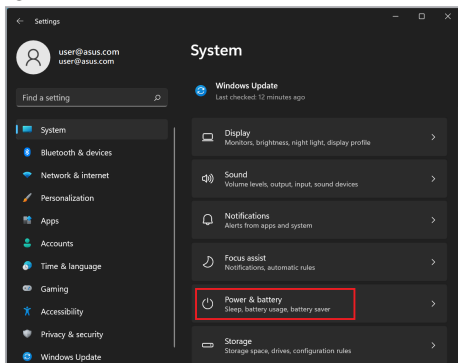 Settings
user@asus.com
user@asus.com
Find a setting
System
Bluetooth & devices
Network & internet
Personalization
Apps
Accounts
Time & language
Gaming
Accessibility
Privacy & security
Windows Update
System
Windows Update
Last checked: 12 minutes ago
Display
Monitors, brightness, night light, display profile
Sound
Volume levels, output, input, sound devices
Notifications
Alerts from apps and system
Focus assist
Notifications, automatic rules
Power & battery
Sleep, battery usage, battery saver
Storage
Storage space, drives, configuration rules